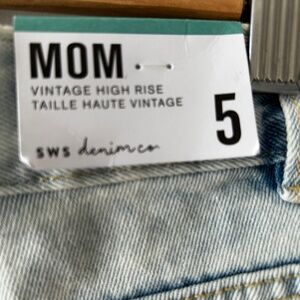 MOM
VINTAGE HIGH RISE
TAILLE HAUTE VINTAGE
5
SWS denim co